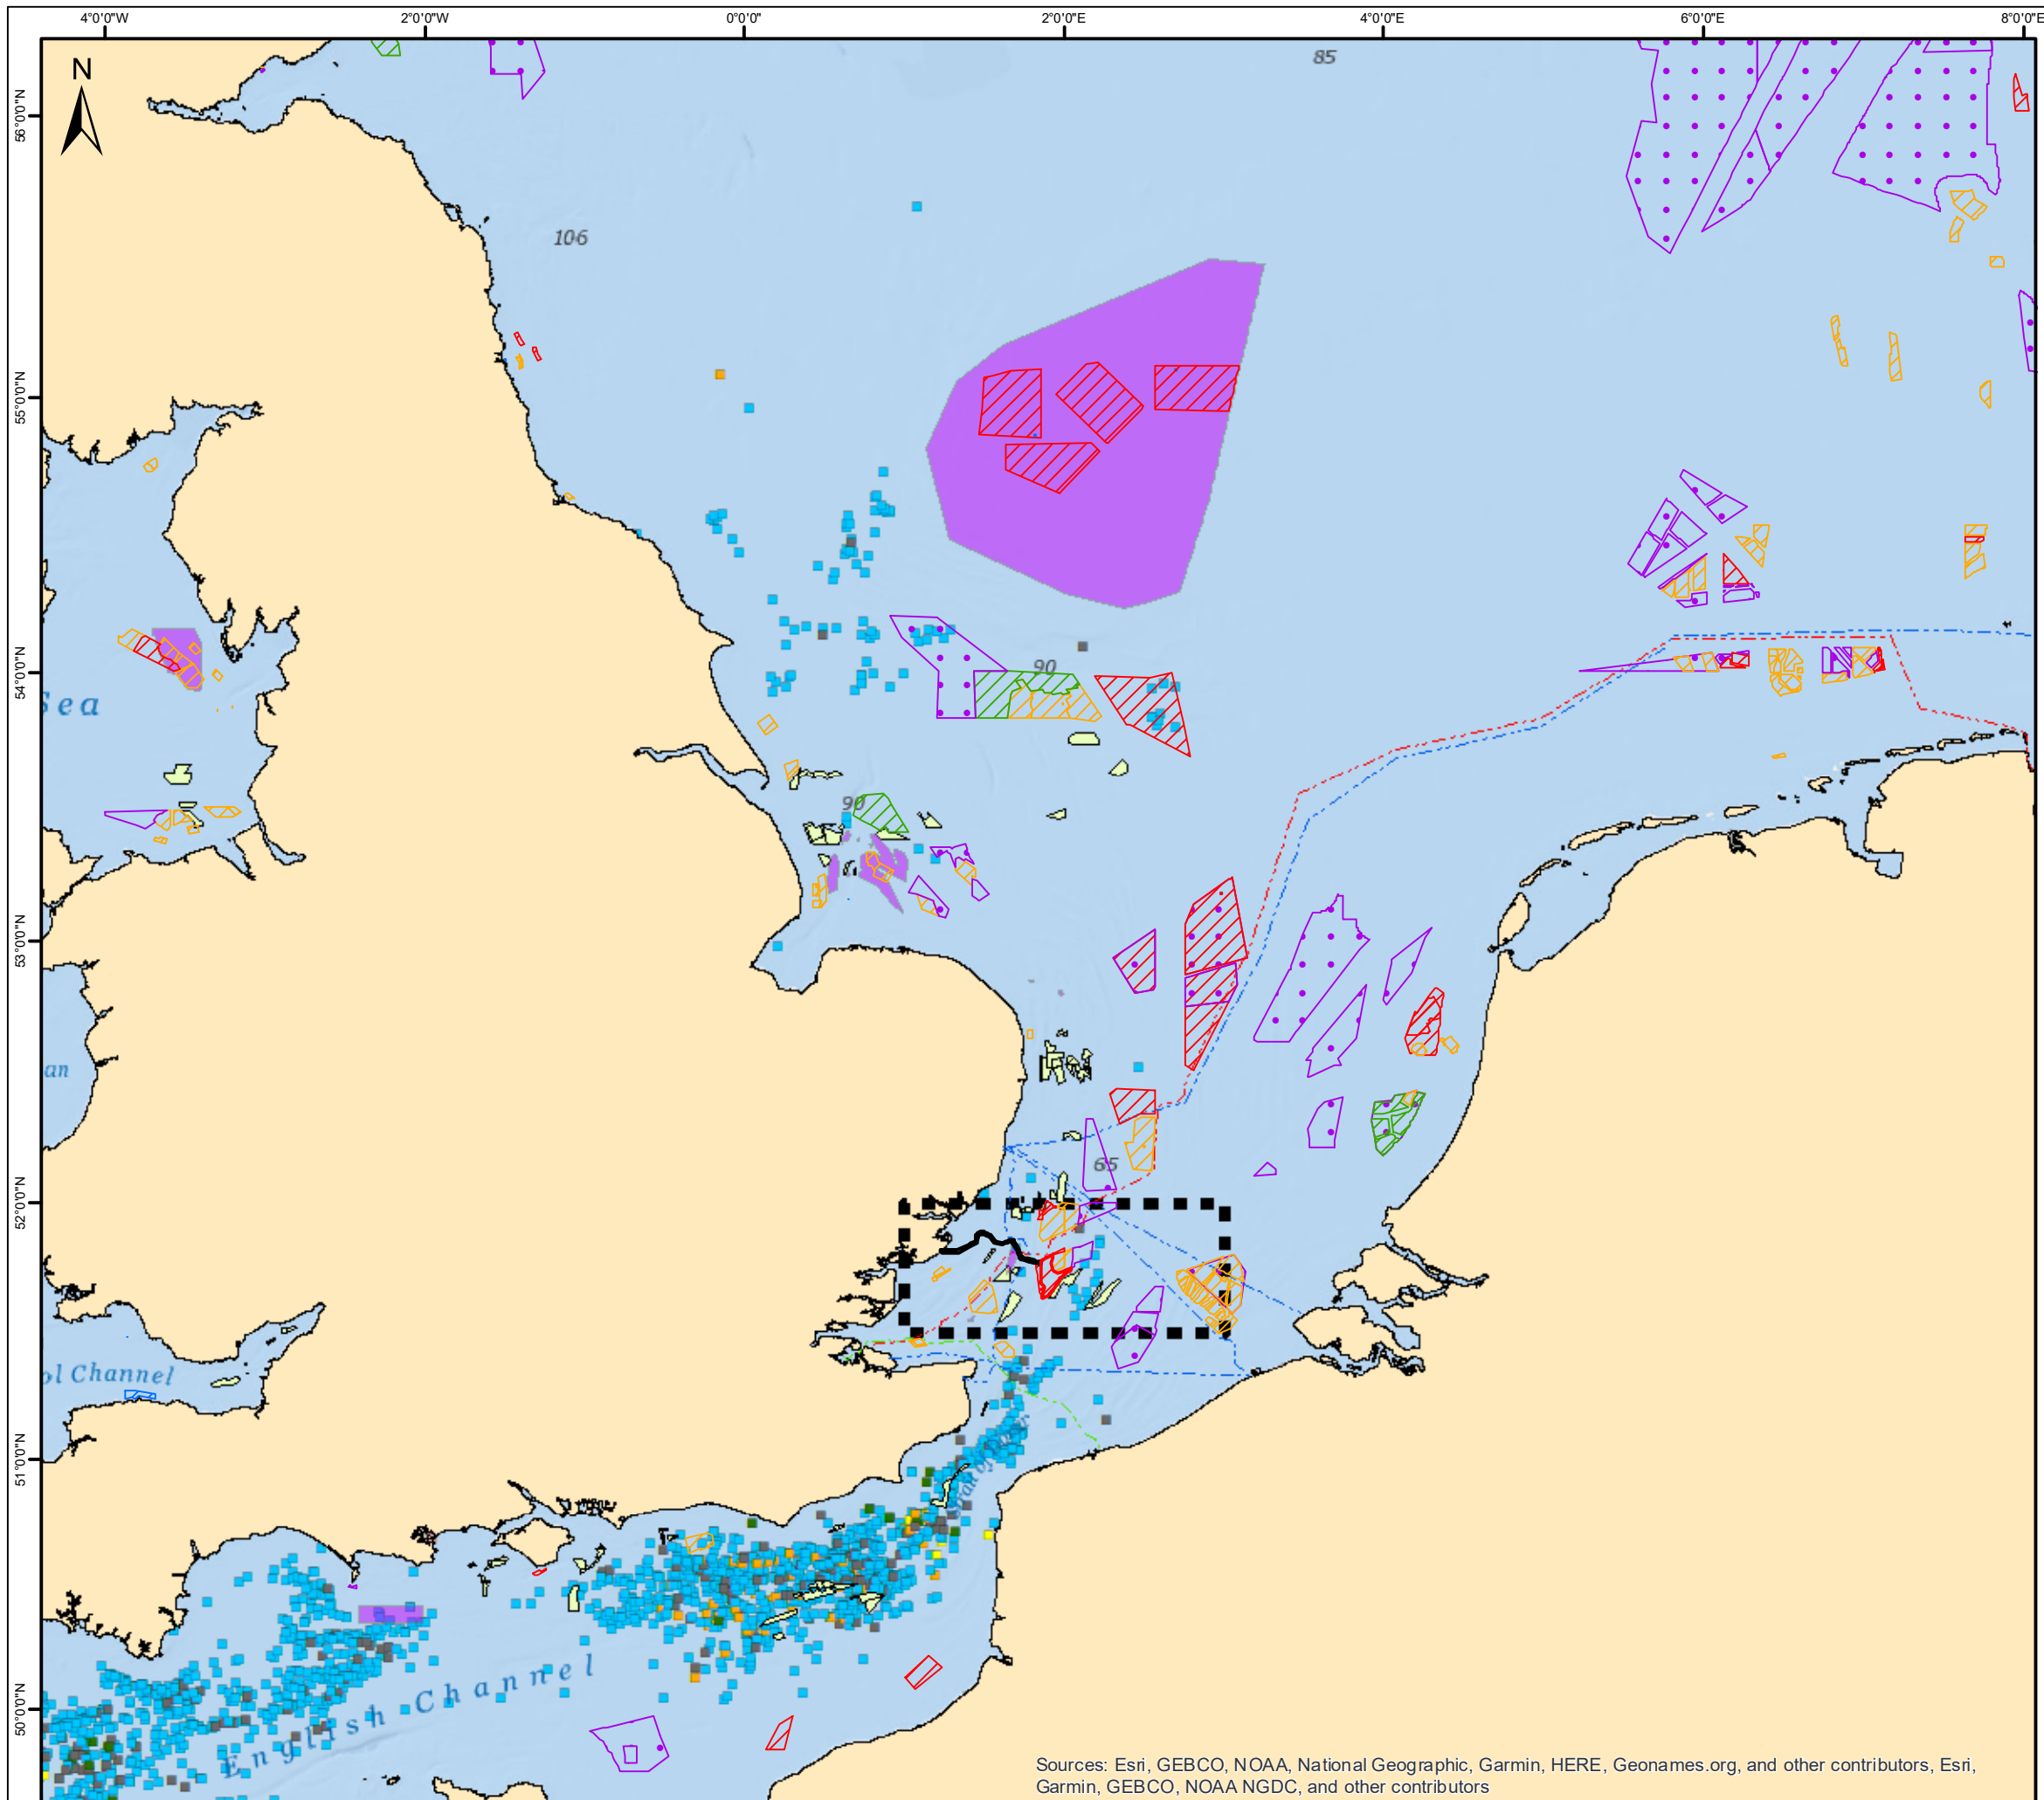 4°0'0"W 2°0'0"W 0°0'0" 2°0'0"E 4°0'0"E 6°0'0"E 8°0'0"E
N
85
56°0'0"N
106
55°0'0"N
90
54°0'0"N
Sea
90
53°0'0"N
an
65
52°0'0"N
ol Channel
51°0'0"N
English Channel
50°0'0"N
Sources: Esri, GEBCO, NOAA, National Geographic, Garmin, HERE, Geonames.org, and other contributors, Esri,
Garmin, GEBCO, NOAA NGDC, and other contributors